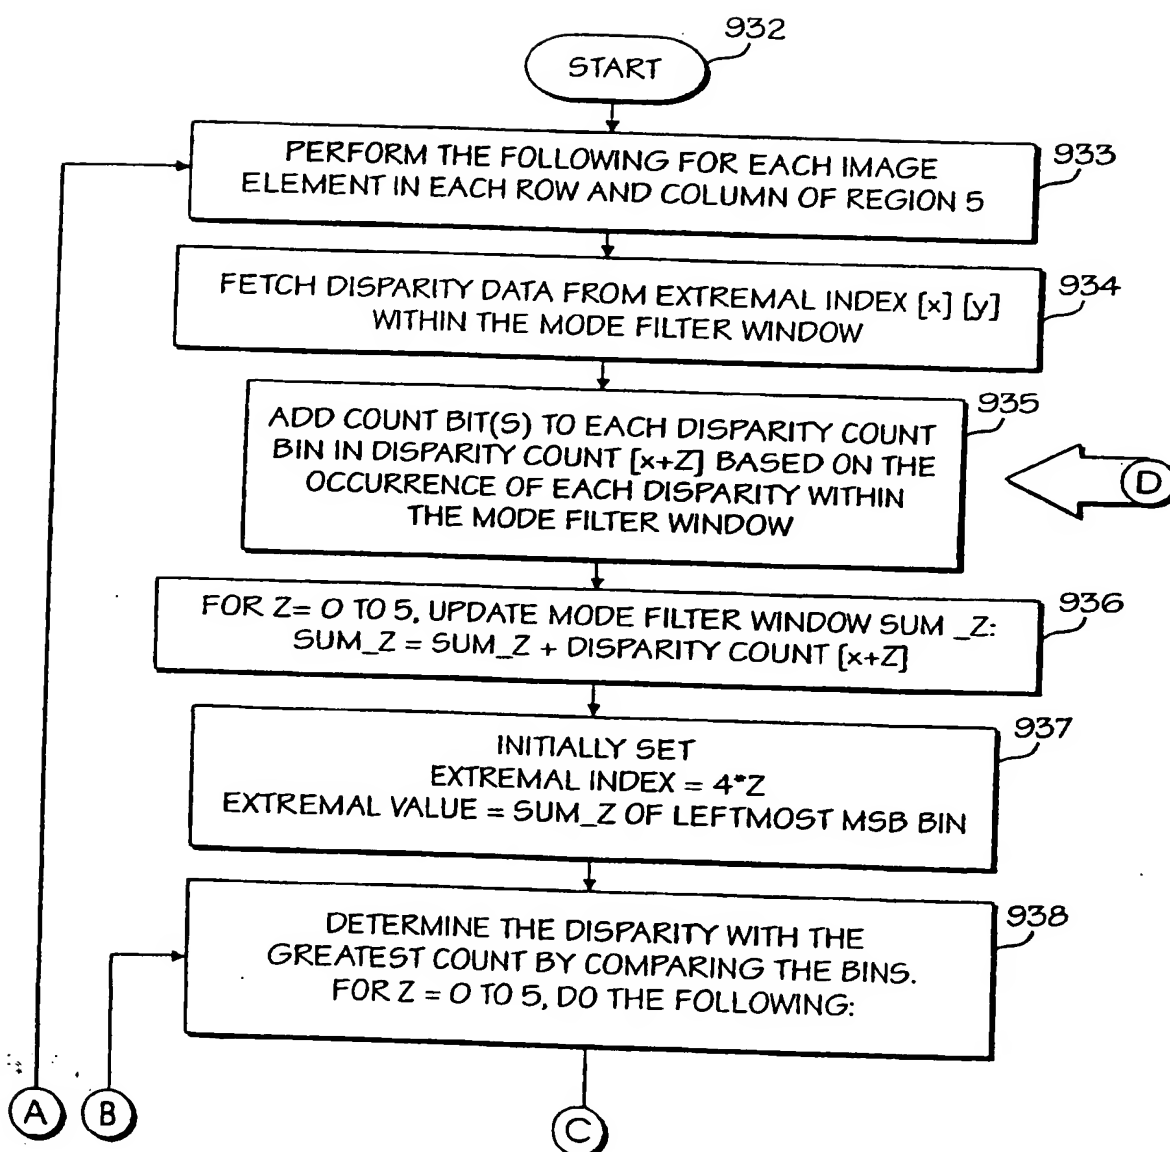 932
START
PERFORM THE FOLLOWING FOR EACH IMAGE
ELEMENT IN EACH ROW AND COLUMN OF REGION 5
933
FETCH DISPARITY DATA FROM EXTREMAL INDEX [x] [y]
WITHIN THE MODE FILTER WINDOW
934
ADD COUNT BIT(S) TO EACH DISPARITY COUNT
BIN IN DISPARITY COUNT [x+Z] BASED ON THE
OCCURRENCE OF EACH DISPARITY WITHIN
THE MODE FILTER WINDOW
935
D
FOR Z= 0 TO 5, UPDATE MODE FILTER WINDOW SUM _Z:
SUM_Z = SUM_Z + DISPARITY COUNT [x+Z]
936
INITIALLY SET
EXTREMAL INDEX = 4*Z
EXTREMAL VALUE = SUM_Z OF LEFTMOST MSB BIN
937
DETERMINE THE DISPARITY WITH THE
GREATEST COUNT BY COMPARING THE BINS.
FOR Z = 0 TO 5, DO THE FOLLOWING:
938
A
B
C